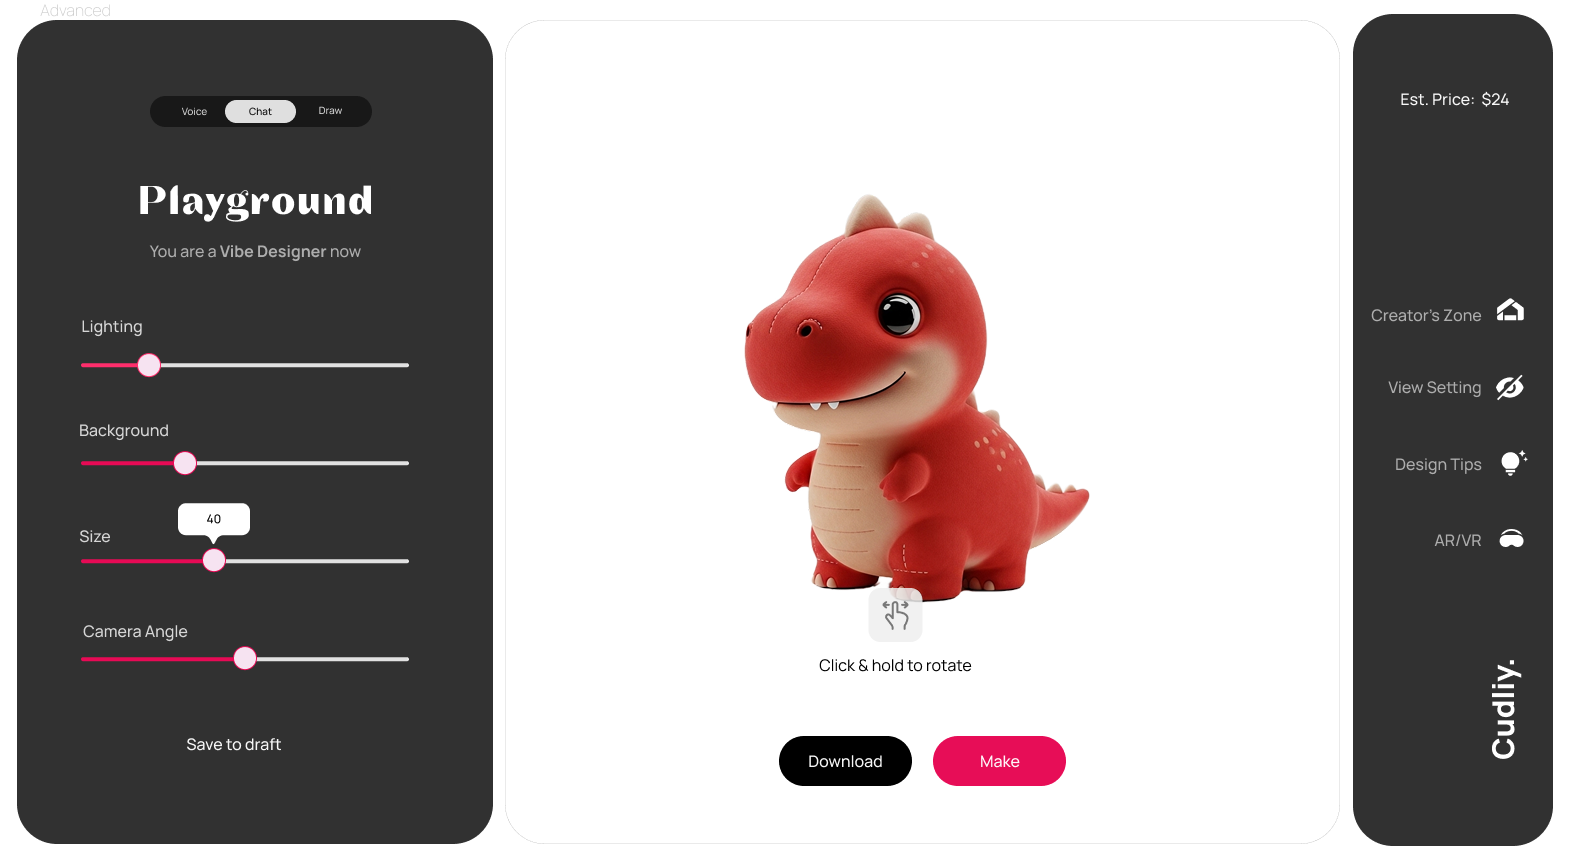 Advanced
Voice
Chat
Draw
Playground
You are a Vibe Designer now
Lighting
Background
40
Size
Camera Angle
Save to draft
Click & hold to rotate
Download
Make
Est. Price: $24
Creator's Zone
View Setting
Design Tips
AR/VR
Cudliy.